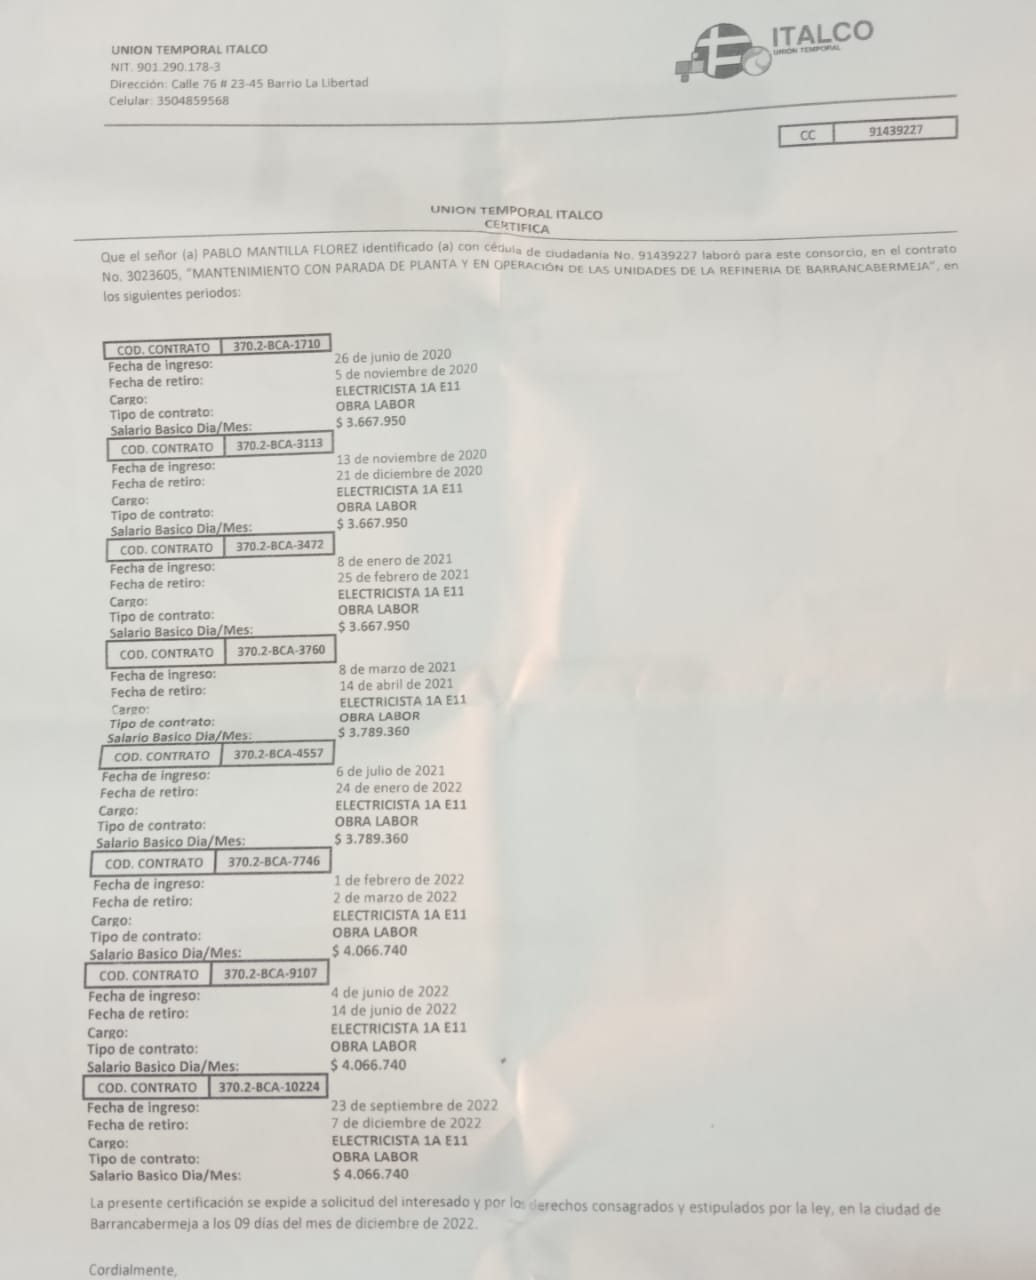 UNION TEMPORAL ITALCO
NIT. 901.290.178-3
Dirección: Calle 76 # 23-45 Barrio La Libertad
Celular: 3504859568
ITALCO
UNION TEMPORAL
CC 91439227
UNION TEMPORAL ITALCO
CERTIFICA
Que el señor (a) PABLO MANTILLA FLOREZ identificado (a) con cédula de ciudadanía No. 91439227 laboró para este consorcio, en el contrato
No. 3023605, "MANTENIMIENTO CON PARADA DE PLANTA Y EN OPERACIÓN DE LAS UNIDADES DE LA REFINERIA DE BARRANCABERMEJA", en
los siguientes periodos:
COD. CONTRATO 370.2-BCA-1710
Fecha de ingreso: 26 de junio de 2020
Fecha de retiro: 5 de noviembre de 2020
Cargo: ELECTRICISTA 1A E11
Tipo de contrato: OBRA LABOR
Salario Basico Dia/Mes: $ 3.667.950
COD. CONTRATO 370.2-BCA-3113
Fecha de ingreso: 13 de noviembre de 2020
Fecha de retiro: 21 de diciembre de 2020
Cargo: ELECTRICISTA 1A E11
Tipo de contrato: OBRA LABOR
Salario Basico Dia/Mes: $ 3.667.950
COD. CONTRATO 370.2-BCA-3472
Fecha de ingreso: 8 de enero de 2021
Fecha de retiro: 25 de febrero de 2021
Cargo: ELECTRICISTA 1A E11
Tipo de contrato: OBRA LABOR
Salario Basico Dia/Mes: $ 3.667.950
COD. CONTRATO 370.2-BCA-3760
Fecha de ingreso: 8 de marzo de 2021
Fecha de retiro: 14 de abril de 2021
Cargo: ELECTRICISTA 1A E11
Tipo de contrato: OBRA LABOR
Salario Basico Dia/Mes: $ 3.789.360
COD. CONTRATO 370.2-BCA-4557
Fecha de ingreso: 6 de julio de 2021
Fecha de retiro: 24 de enero de 2022
Cargo: ELECTRICISTA 1A E11
Tipo de contrato: OBRA LABOR
Salario Basico Dia/Mes: $ 3.789.360
COD. CONTRATO 370.2-BCA-7746
Fecha de ingreso: 1 de febrero de 2022
Fecha de retiro: 2 de marzo de 2022
Cargo: ELECTRICISTA 1A E11
Tipo de contrato: OBRA LABOR
Salario Basico Dia/Mes: $ 4.066.740
COD. CONTRATO 370.2-BCA-9107
Fecha de ingreso: 4 de junio de 2022
Fecha de retiro: 14 de junio de 2022
Cargo: ELECTRICISTA 1A E11
Tipo de contrato: OBRA LABOR
Salario Basico Dia/Mes: $ 4.066.740
COD. CONTRATO 370.2-BCA-10224
Fecha de ingreso: 23 de septiembre de 2022
Fecha de retiro: 7 de diciembre de 2022
Cargo: ELECTRICISTA 1A E11
Tipo de contrato: OBRA LABOR
Salario Basico Dia/Mes: $ 4.066.740
La presente certificación se expide a solicitud del interesado y por los derechos consagrados y estipulados por la ley, en la ciudad de
Barrancabermeja a los 09 días del mes de diciembre de 2022.
Cordialmente,